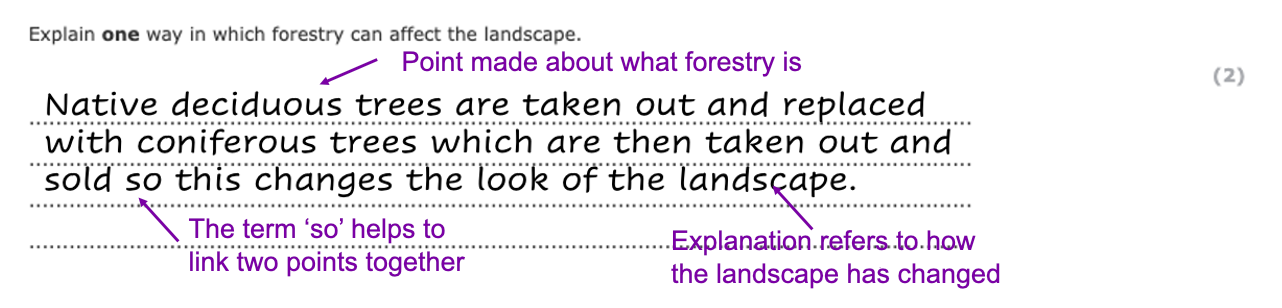 Explain one way in which forestry can affect the landscape.
Point made about what forestry is
(2)
Native deciduous trees are taken out and replaced
with coniferous trees which are then taken out and
sold so this changes the look of the landscape.
The term ‘so’ helps to
link two points together
Explanation refers to how
the landscape has changed